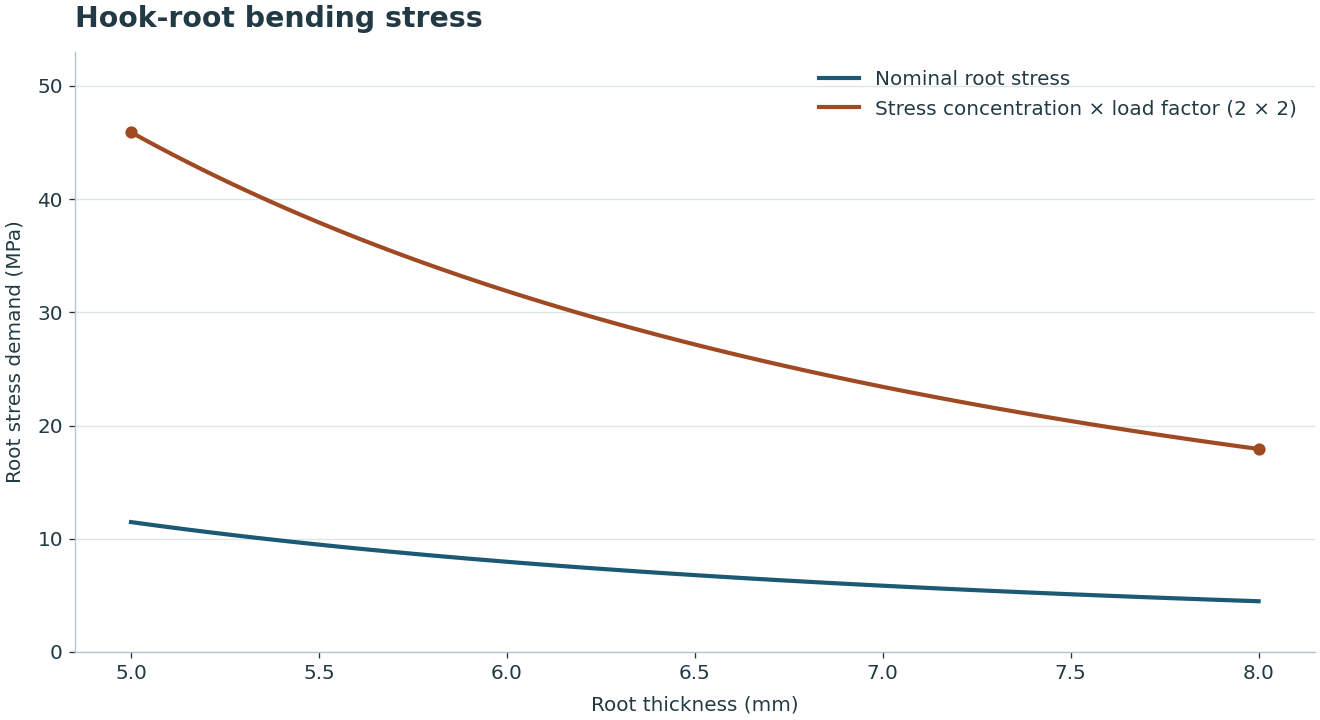 Hook-root bending stress
Nominal root stress
Stress concentration × load factor (2 × 2)
Root stress demand (MPa)
50
40
30
20
10
0
5.0 5.5 6.0 6.5 7.0 7.5 8.0
Root thickness (mm)